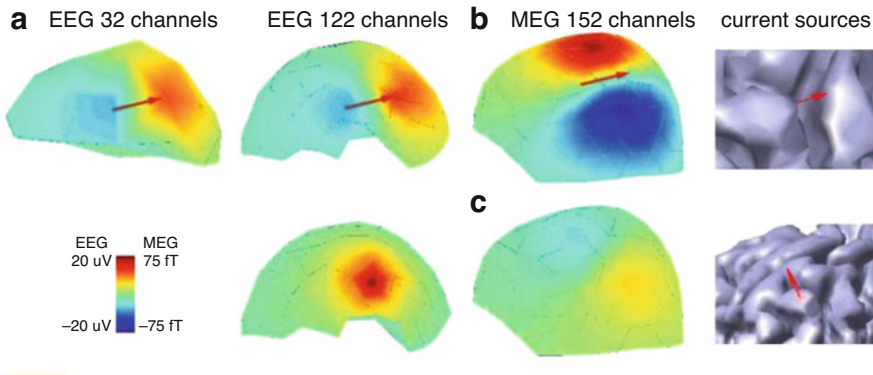 a EEG 32 channels EEG 122 channels b MEG 152 channels current sources
c
EEG MEG
20 uV 75 fT
−20 uV −75 fT